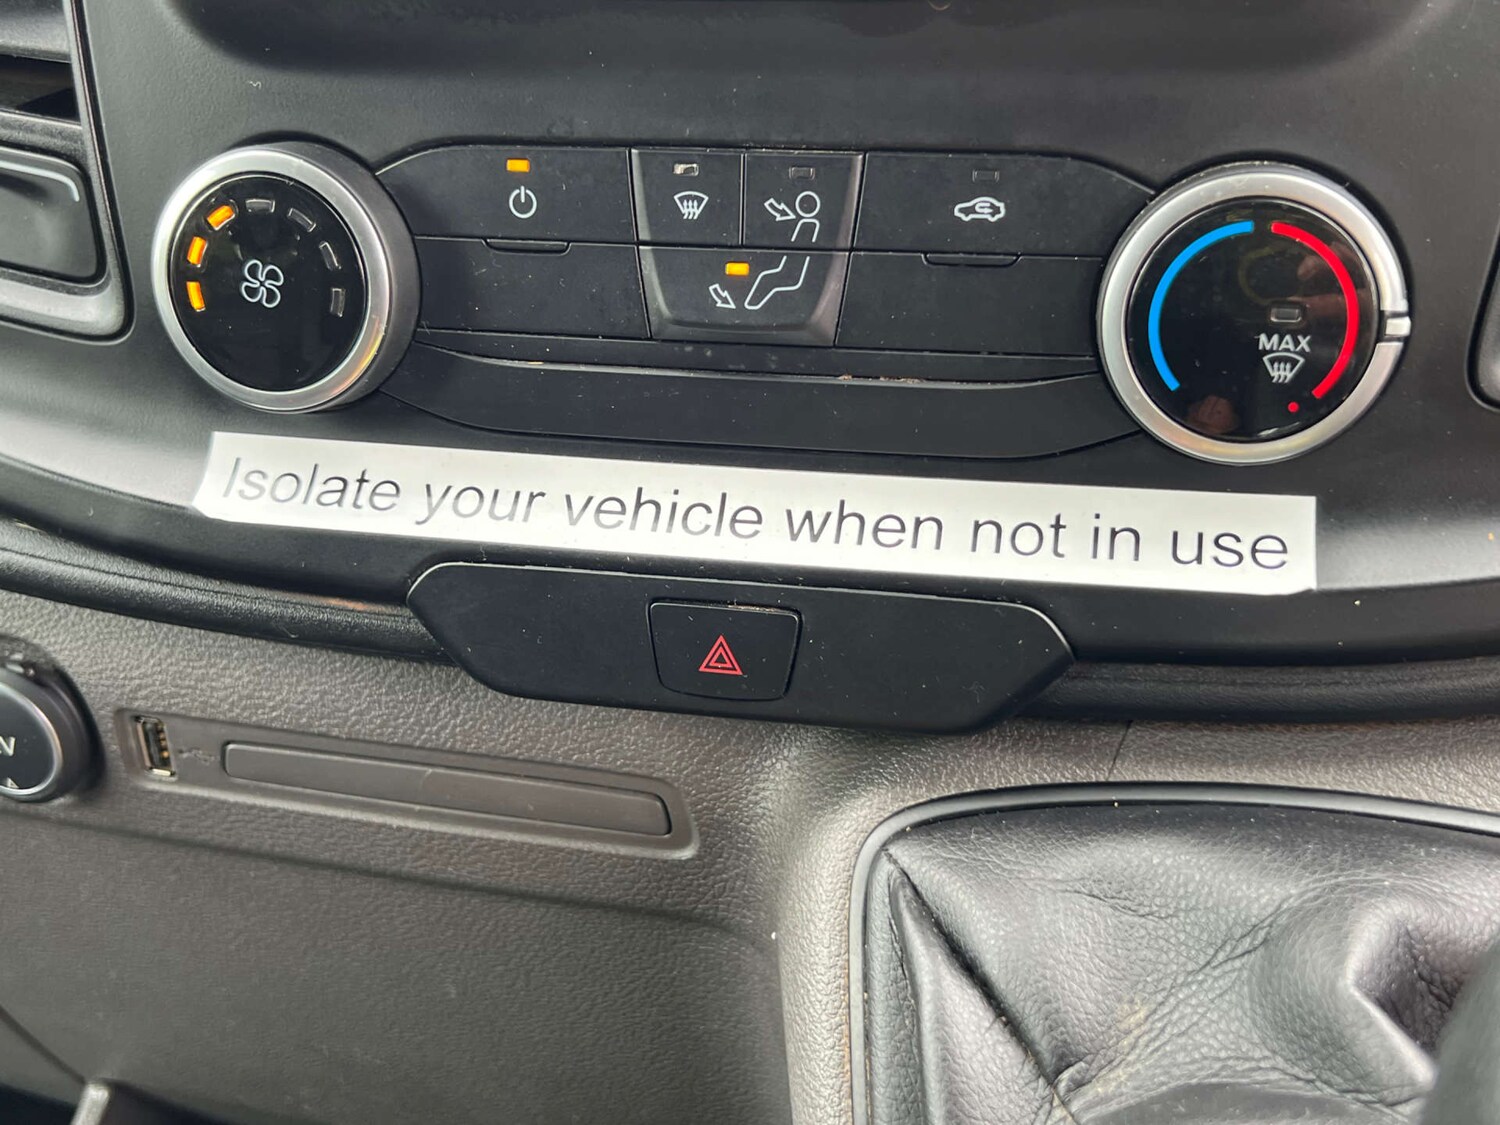 MAX
Isolate your vehicle when not in use